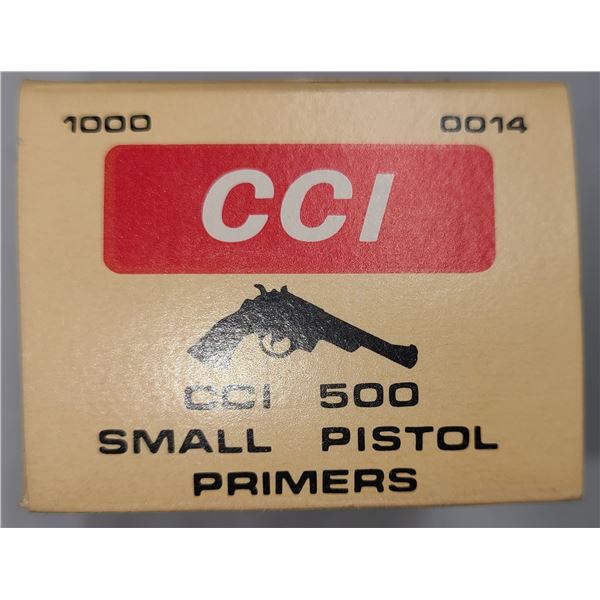 1000 0014
CCI
CCI 500
SMALL PISTOL
PRIMERS